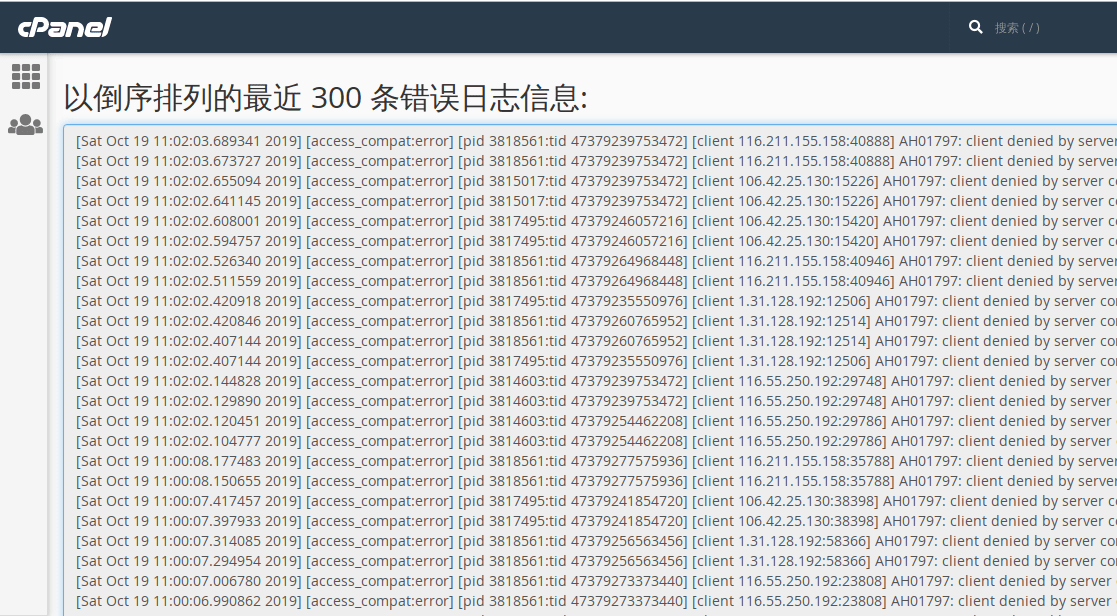 cPanel
搜索 ( / )
以倒序排列的最近 300 条错误日志信息:
[Sat Oct 19 11:02:03.689341 2019] [access_compat:error] [pid 3818561:tid 47379239753472] [client 116.211.155.158:40888] AH01797: client denied by server
[Sat Oct 19 11:02:03.673727 2019] [access_compat:error] [pid 3818561:tid 47379239753472] [client 116.211.155.158:40888] AH01797: client denied by server
[Sat Oct 19 11:02:02.655094 2019] [access_compat:error] [pid 3815017:tid 47379239753472] [client 106.42.25.130:15226] AH01797: client denied by server co
[Sat Oct 19 11:02:02.641145 2019] [access_compat:error] [pid 3815017:tid 47379239753472] [client 106.42.25.130:15226] AH01797: client denied by server co
[Sat Oct 19 11:02:02.608001 2019] [access_compat:error] [pid 3817495:tid 47379246057216] [client 106.42.25.130:15420] AH01797: client denied by server co
[Sat Oct 19 11:02:02.594757 2019] [access_compat:error] [pid 3817495:tid 47379246057216] [client 106.42.25.130:15420] AH01797: client denied by server co
[Sat Oct 19 11:02:02.526340 2019] [access_compat:error] [pid 3818561:tid 47379264968448] [client 116.211.155.158:40946] AH01797: client denied by server
[Sat Oct 19 11:02:02.511559 2019] [access_compat:error] [pid 3818561:tid 47379264968448] [client 116.211.155.158:40946] AH01797: client denied by server
[Sat Oct 19 11:02:02.420918 2019] [access_compat:error] [pid 3817495:tid 47379235550976] [client 1.31.128.192:12506] AH01797: client denied by server con
[Sat Oct 19 11:02:02.420846 2019] [access_compat:error] [pid 3818561:tid 47379260765952] [client 1.31.128.192:12514] AH01797: client denied by server con
[Sat Oct 19 11:02:02.407144 2019] [access_compat:error] [pid 3818561:tid 47379260765952] [client 1.31.128.192:12514] AH01797: client denied by server con
[Sat Oct 19 11:02:02.407144 2019] [access_compat:error] [pid 3817495:tid 47379235550976] [client 1.31.128.192:12506] AH01797: client denied by server con
[Sat Oct 19 11:02:02.144828 2019] [access_compat:error] [pid 3814603:tid 47379239753472] [client 116.55.250.192:29748] AH01797: client denied by server
[Sat Oct 19 11:02:02.129890 2019] [access_compat:error] [pid 3814603:tid 47379239753472] [client 116.55.250.192:29748] AH01797: client denied by server
[Sat Oct 19 11:02:02.120451 2019] [access_compat:error] [pid 3814603:tid 47379254462208] [client 116.55.250.192:29786] AH01797: client denied by server
[Sat Oct 19 11:02:02.104777 2019] [access_compat:error] [pid 3814603:tid 47379254462208] [client 116.55.250.192:29786] AH01797: client denied by server
[Sat Oct 19 11:00:08.177483 2019] [access_compat:error] [pid 3818561:tid 47379277575936] [client 116.211.155.158:35788] AH01797: client denied by server
[Sat Oct 19 11:00:08.150655 2019] [access_compat:error] [pid 3818561:tid 47379277575936] [client 116.211.155.158:35788] AH01797: client denied by server
[Sat Oct 19 11:00:07.417457 2019] [access_compat:error] [pid 3817495:tid 47379241854720] [client 106.42.25.130:38398] AH01797: client denied by server co
[Sat Oct 19 11:00:07.397933 2019] [access_compat:error] [pid 3817495:tid 47379241854720] [client 106.42.25.130:38398] AH01797: client denied by server co
[Sat Oct 19 11:00:07.314085 2019] [access_compat:error] [pid 3818561:tid 47379256563456] [client 1.31.128.192:58366] AH01797: client denied by server con
[Sat Oct 19 11:00:07.294954 2019] [access_compat:error] [pid 3818561:tid 47379256563456] [client 1.31.128.192:58366] AH01797: client denied by server con
[Sat Oct 19 11:00:07.006780 2019] [access_compat:error] [pid 3818561:tid 47379273373440] [client 116.55.250.192:23808] AH01797: client denied by server
[Sat Oct 19 11:00:06.990862 2019] [access_compat:error] [pid 3818561:tid 47379273373440] [client 116.55.250.192:23808] AH01797: client denied by server